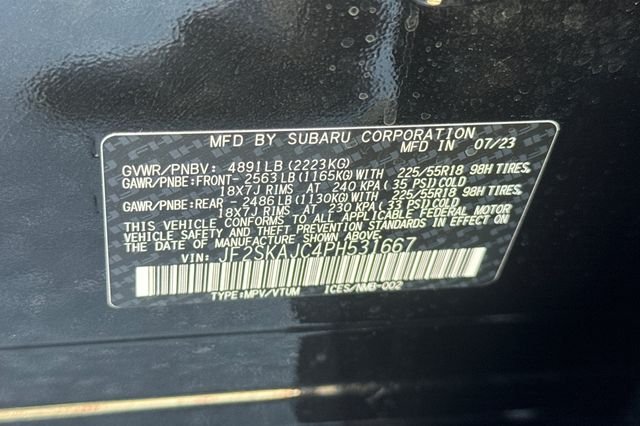 MFD BY SUBARU CORPORATION
MFD IN 07/23
GVWR/PNBV: 4891LB(2223KG)
GAWR/PNBE:FRONT- 2563LB(1165KG)WITH 225/55R18 98H TIRES,
18X7J RIMS AT 240 KPA(35 PSI)COLD
GAWR/PNBE:REAR - 2486LB(1130KG)WITH 225/55R18 98H TIRES,
18X7J RIMS AT 230 KPA(33 PSI)COLD
THIS VEHICLE CONFORMS TO ALL APPLICABLE FEDERAL MOTOR
VEHICLE SAFETY AND THEFT PREVENTION STANDARDS
IN EFFECT ON THE DATE OF MANUFACTURE SHOWN ABOVE.
VIN: JF2SKAJC4PH531667
TYPE:MPV/VTUM ICES/NMB-002